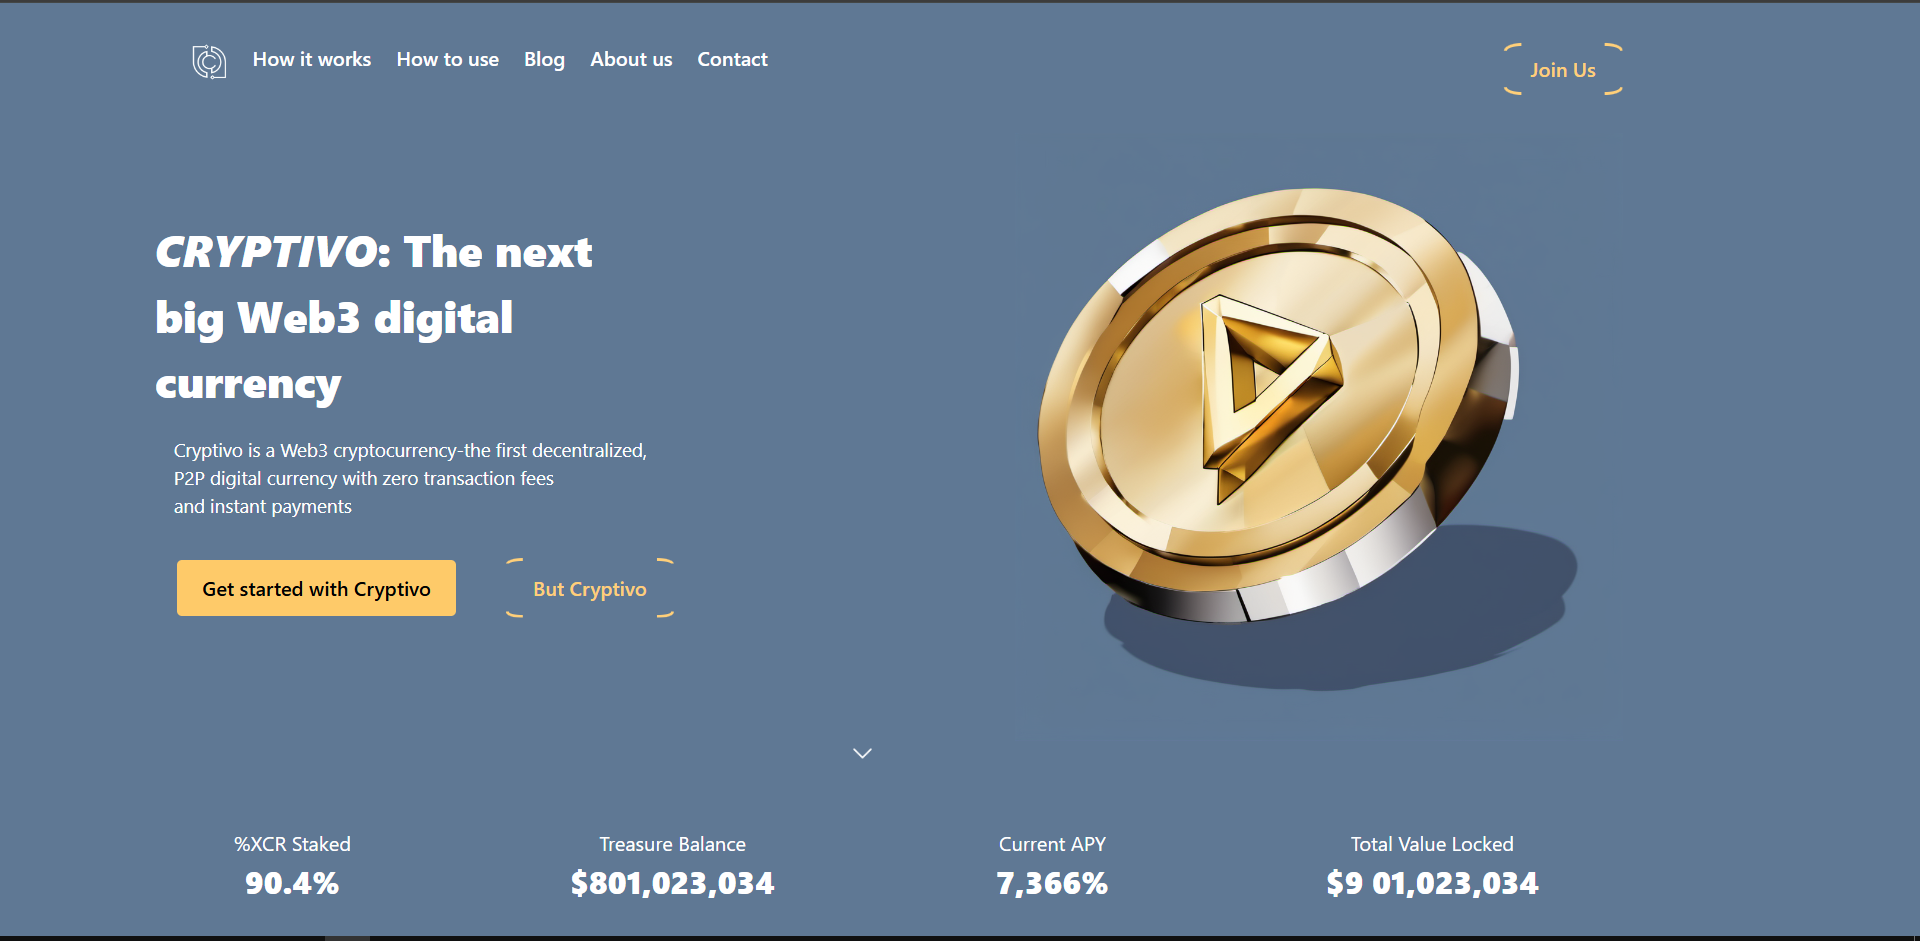 How it works How to use Blog About us Contact
Join Us
CRYPTIVO: The next
big Web3 digital
currency
Cryptivo is a Web3 cryptocurrency-the first decentralized,
P2P digital currency with zero transaction fees
and instant payments
Get started with Cryptivo
But Cryptivo
%XCR Staked
90.4%
Treasure Balance
$801,023,034
Current APY
7,366%
Total Value Locked
$9 01,023,034